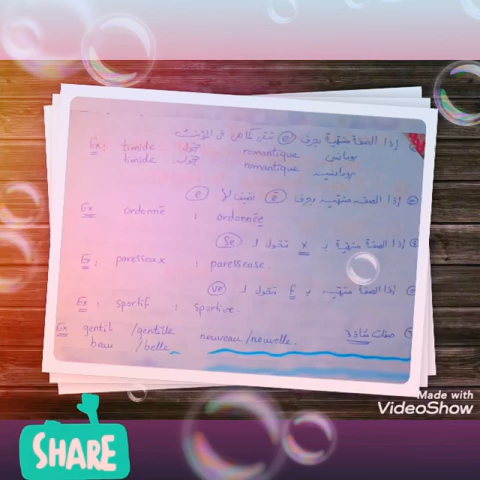 إذا الصفة منتهية بحرف (e) تبقى كما هي في المؤنث
Ex: timide خجول romantique رومانسي
timide خجولة romantique رومانسية
إذا الصفة منتهية بحرف (é) نضيف لها (e)
Ex ordonné : ordonnée
إذا الصفة منتهية بـ x تتحول لـ (se)
Ex: paresseux : paresseuse.
إذا الصفة منتهية بـ f تتحول لـ (ve)
Ex: sportif : sportive.
صفات شاذة
Ex gentil /gentille nouveau /nouvelle.
beau /belle
Made with
VideoShow
SHARE